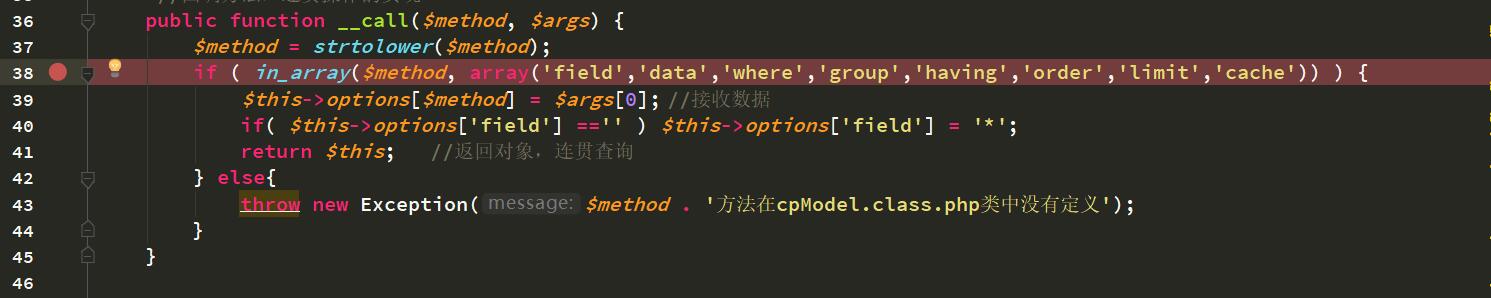 36 public function __call($method, $args) {
37 $method = strtolower($method);
38 if ( in_array($method, array('field','data','where','group','having','order','limit','cache')) ) {
39 $this->options[$method] = $args[0]; //接收数据
40 if( $this->options['field'] =='' ) $this->options['field'] = '*';
41 return $this; //返回对象，连贯查询
42 } else{
43 throw new Exception( message: $method . '方法在cpModel.class.php类中没有定义');
44 }
45 }
46